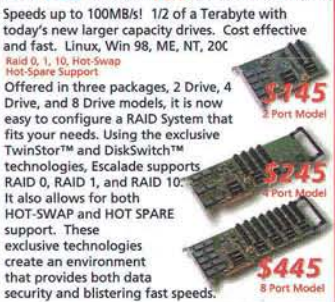 Speeds up to 100MB/s! 1/2 of a Terabyte with
today's new larger capacity drives. Cost effective
and fast. Linux, Win 98, ME, NT, 20
Raid 0, 1, 10, Hot-Swap
Hot-Spare Support
Offered in three packages, 2 Drive, 4
Drive, and 8 Drive models, it is now
easy to configure a RAID System that
fits your needs. Using the exclusive
TwinStor™ and DiskSwitch™
technologies, Escalade supports
RAID 0, RAID 1, and RAID 10.
It also allows for both
HOT-SWAP and HOT SPARE
support. These
exclusive technologies
create an environment
that provides both data
security and blistering fast speeds.
$145
2 Port Model
$245
4 Port Model
$445
8 Port Model